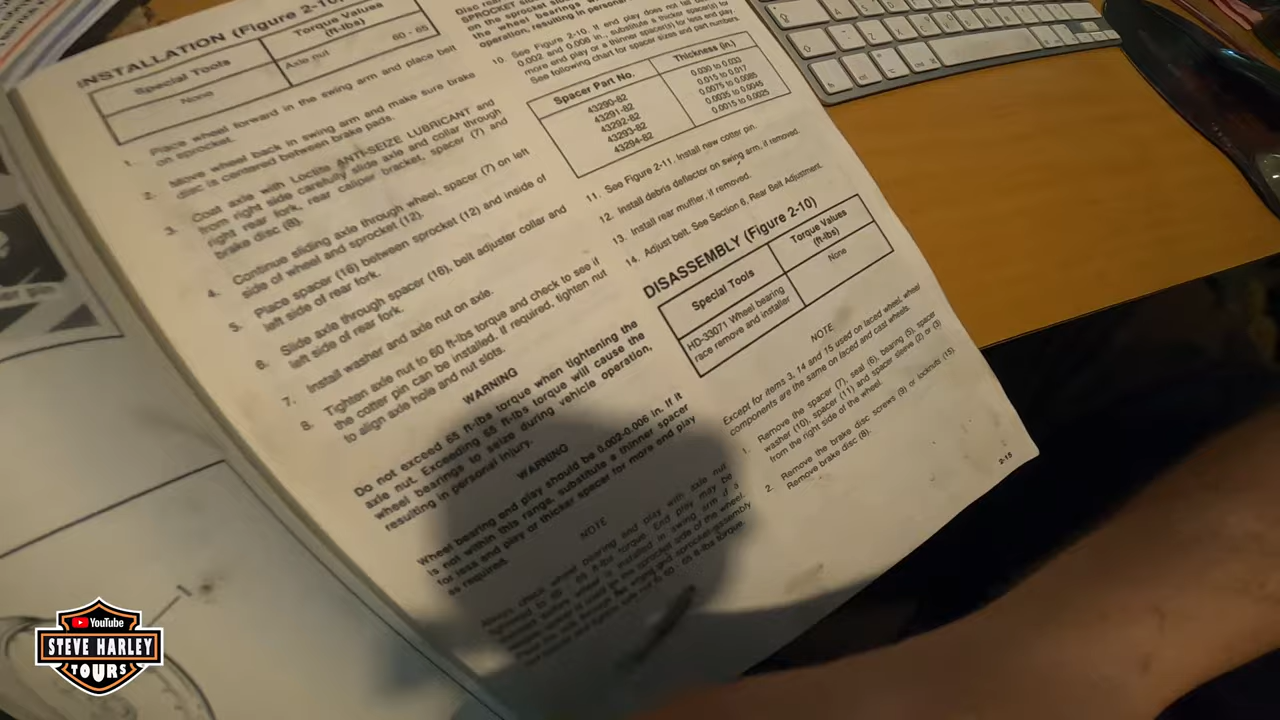 INSTALLATION (Figure 2-10)
Special Tools
Torque Values
(ft-lbs)
None
Axle nut 60 - 65
1. Place wheel forward in the swing arm and place belt
on sprocket.
2. Move wheel back in swing arm and make sure brake
disc is centered between brake pads.
3. Coat axle with Loctite ANTI-SEIZE LUBRICANT and
from right side carefully slide axle and collar through
right rear fork, rear caliper bracket, spacer (7) and
brake disc (8).
4. Continue sliding axle through wheel, spacer (7) on left
side of wheel and sprocket (12).
5. Place spacer (16) between sprocket (12) and inside of
left side of rear fork.
6. Slide axle through spacer (16), belt adjuster collar and
left side of rear fork.
7. Install washer and axle nut on axle.
8. Tighten axle nut to 60 ft-lbs torque and check to see if
the cotter pin can be installed. If required, tighten nut
to align axle hole and nut slots.
WARNING
Do not exceed 65 ft-lbs torque when tightening the
axle nut. Exceeding 65 ft-lbs torque will cause the
wheel bearings to seize during vehicle operation,
resulting in personal injury.
WARNING
Wheel bearing end play should be 0.002-0.006 in. If it
is not within this range, substitute a thinner spacer
for less end play or thicker spacer for more end play
as required.
NOTE
Always check wheel bearing end play with axle nut
operation, resulting in personal
10. See Figure 2-10. If end play does not fall
0.002 and 0.006 in.,
more end play or a thinner spacer(s) for less end play.
See following chart for spacer sizes and part numbers.
Spacer Part No.
Thickness (in.)
43290-82 0.030 to 0.033
43291-82 0.015 to 0.017
43292-82 0.0075 to 0.0085
43293-82 0.0035 to 0.0045
43294-82 0.0015 to 0.0025
11. See Figure 2-11. Install new cotter pin.
12. Install debris deflector on swing arm, if removed.
13. Install rear muffler, if removed.
14. Adjust belt. See Section 6, Rear Belt Adjustment.
DISASSEMBLY (Figure 2-10)
Special Tools
Torque Values
(ft-lbs)
HD-33071 Wheel bearing
race remove and installer
None
NOTE
Except for items 3, 14 and 15 used on laced wheel, wheel
components are the same on laced and cast wheels.
1. Remove the spacer (7), seal (6), bearing (5), spacer
washer (10), spacer (11) and spacer sleeve (2) or (3)
from the right side of the wheel.
2. Remove the brake disc screws (9) or locknuts (15).
Remove brake disc (8).
2-15
YouTube
STEVE HARLEY
TOURS